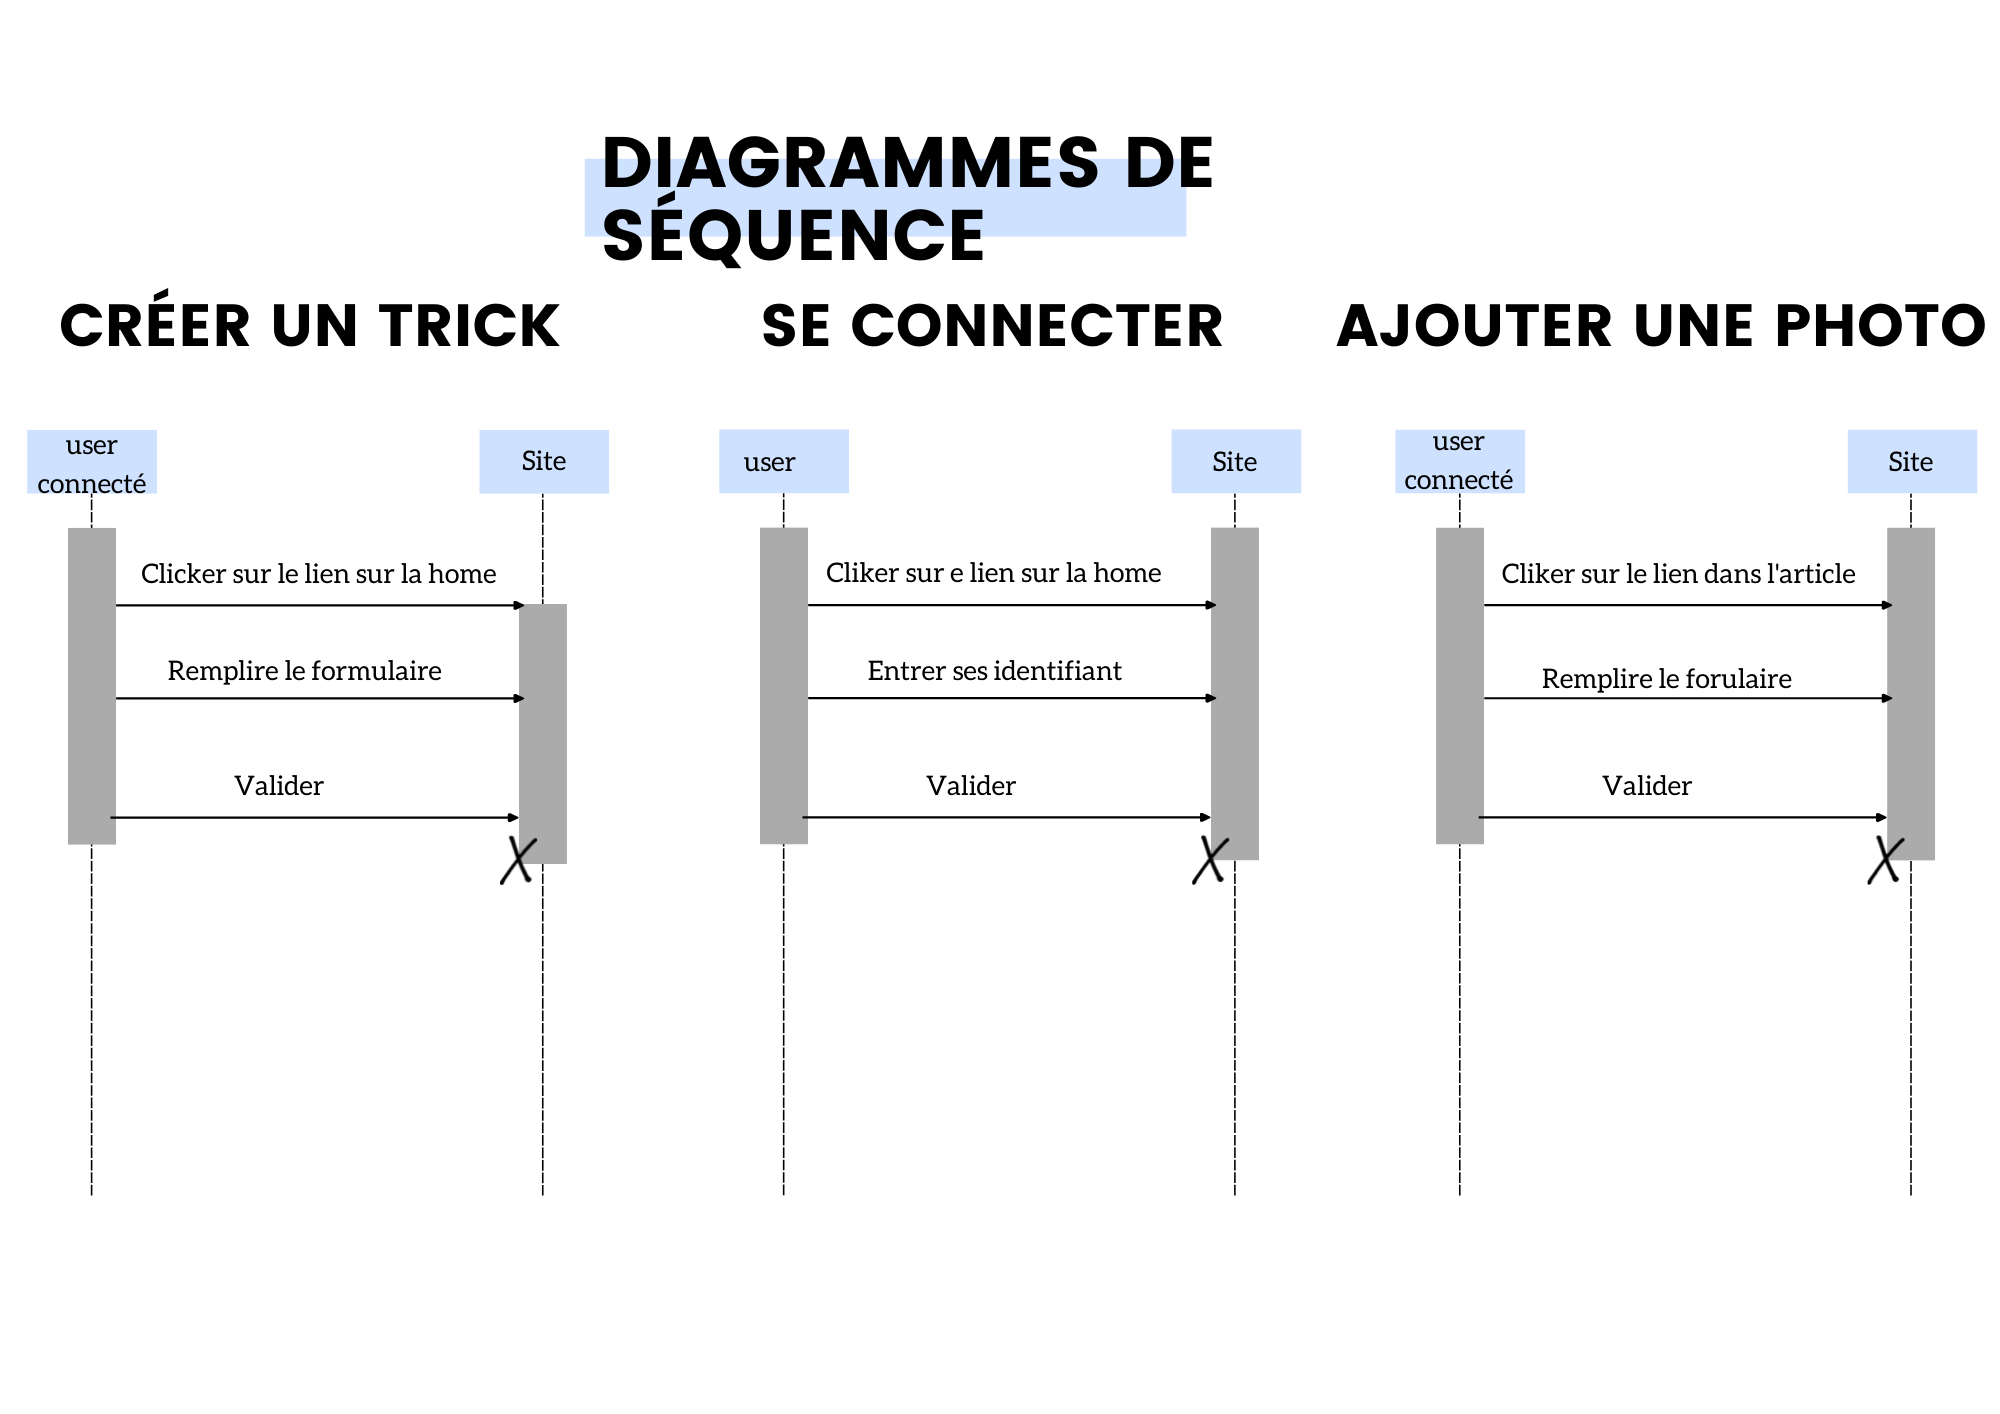 DIAGRAMMES DE
SÉQUENCE
CRÉER UN TRICK
user
connecté
Site
Clicker sur le lien sur la home
Remplire le formulaire
Valider
X
SE CONNECTER
user
Site
Cliker sur e lien sur la home
Entrer ses identifiant
Valider
X
AJOUTER UNE PHOTO
user
connecté
Site
Cliker sur le lien dans l'article
Remplire le forulaire
Valider
X